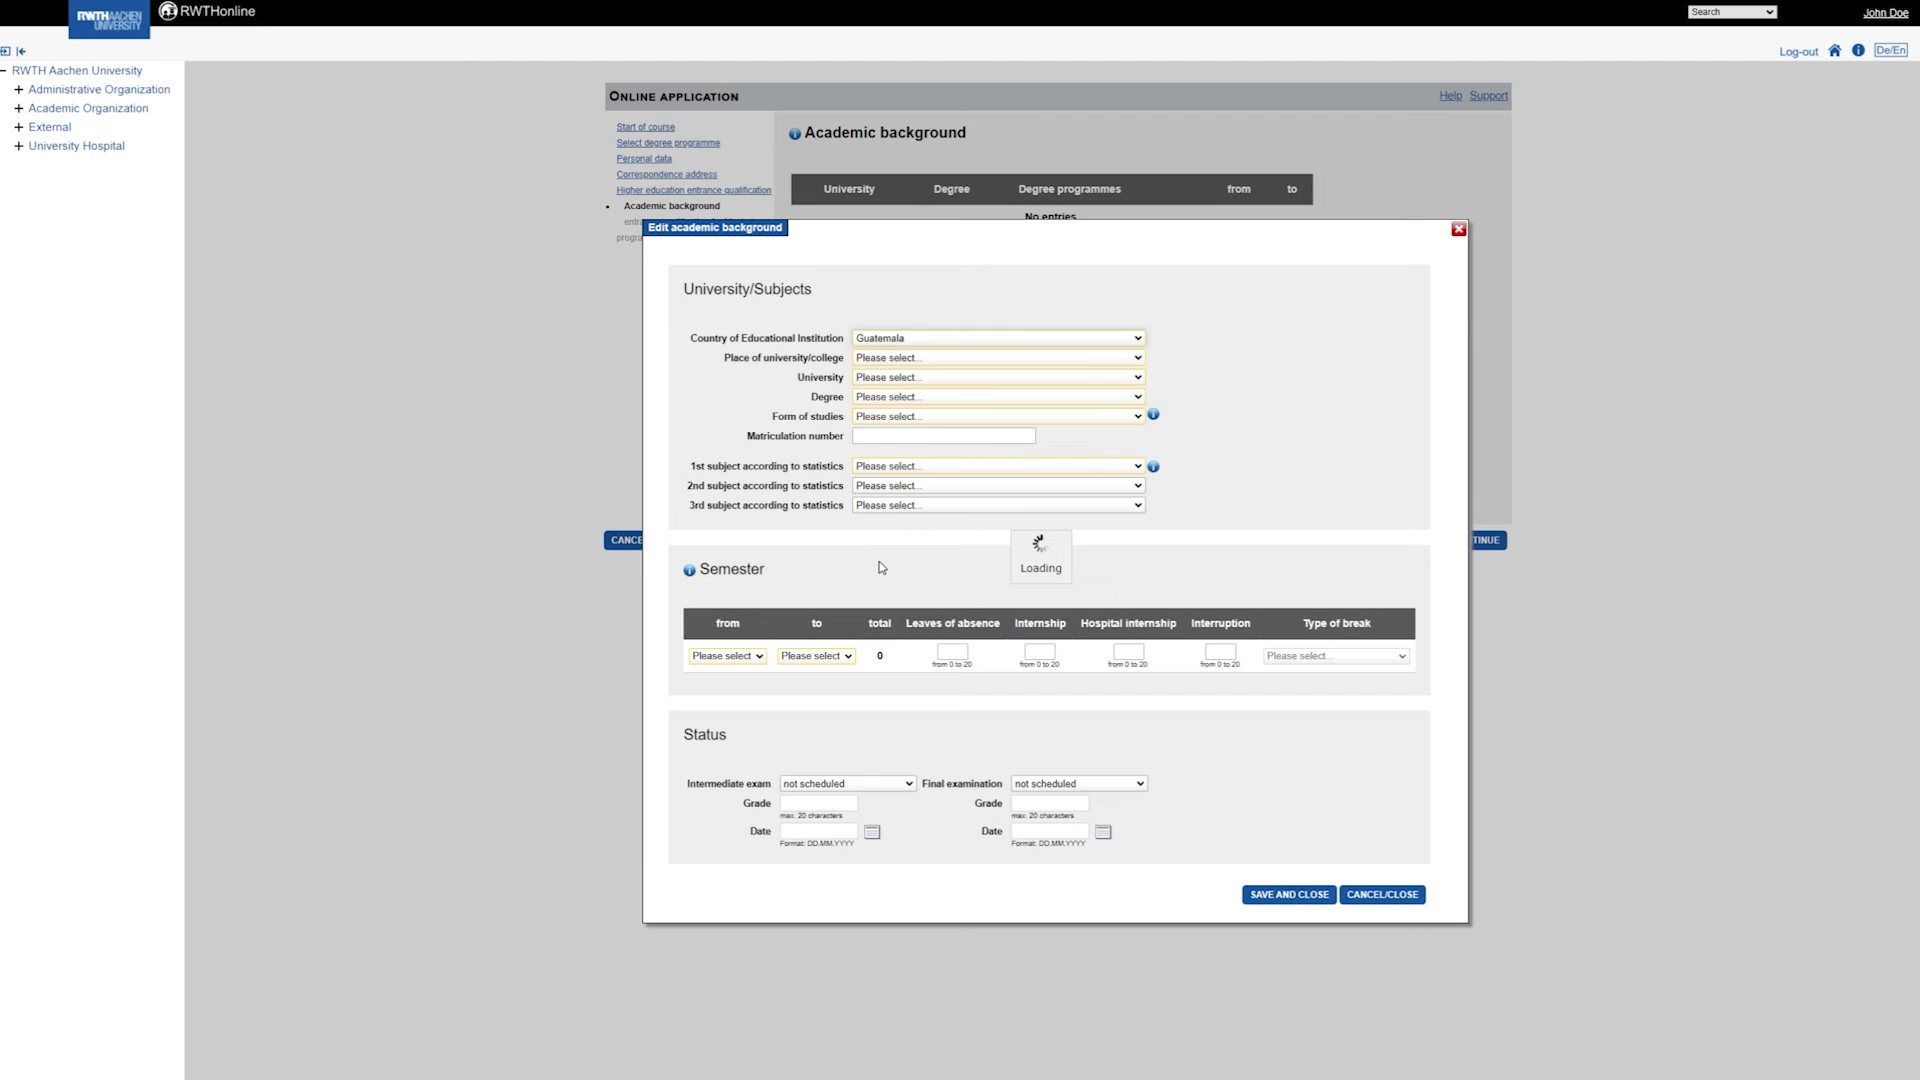 RWTHAACHEN
UNIVERSITY
RWTHonline
Search
John Doe
Log-out
De/En
RWTH Aachen University
Administrative Organization
Academic Organization
External
University Hospital
ONLINE APPLICATION
Help Support
Start of course
Select degree programme
Personal data
Correspondence address
Higher education entrance qualification
Academic background
Academic background
University Degree Degree programmes from to
No entries
Edit academic background
University/Subjects
Country of Educational Institution Guatemala
Place of university/college Please select...
University Please select...
Degree Please select...
Form of studies Please select...
Matriculation number
1st subject according to statistics Please select...
2nd subject according to statistics Please select...
3rd subject according to statistics Please select...
Loading
Semester
from to total Leaves of absence Internship Hospital internship Interruption Type of break
Please select Please select 0 Please select...
from 0 to 20 from 0 to 20 from 0 to 20 from 0 to 20
Status
Intermediate exam not scheduled Final examination not scheduled
Grade Grade
max. 20 characters max. 20 characters
Date Date
Format: DD.MM.YYYY Format: DD.MM.YYYY
SAVE AND CLOSE CANCEL/CLOSE